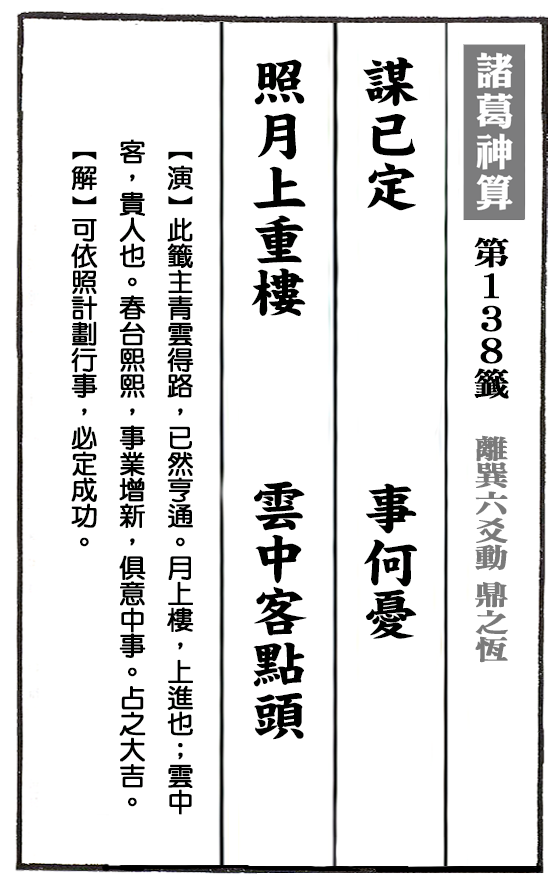 諸葛神算 第138籤 離巽六爻動 鼎之恆
謀已定 事何憂
照月上重樓 雲中客點頭
【演】此籤主青雲得路，已然亨通。月上樓，上進也；雲中
客，貴人也。春台熙熙，事業增新，俱意中事。占之大吉。
【解】可依照計劃行事，必定成功。